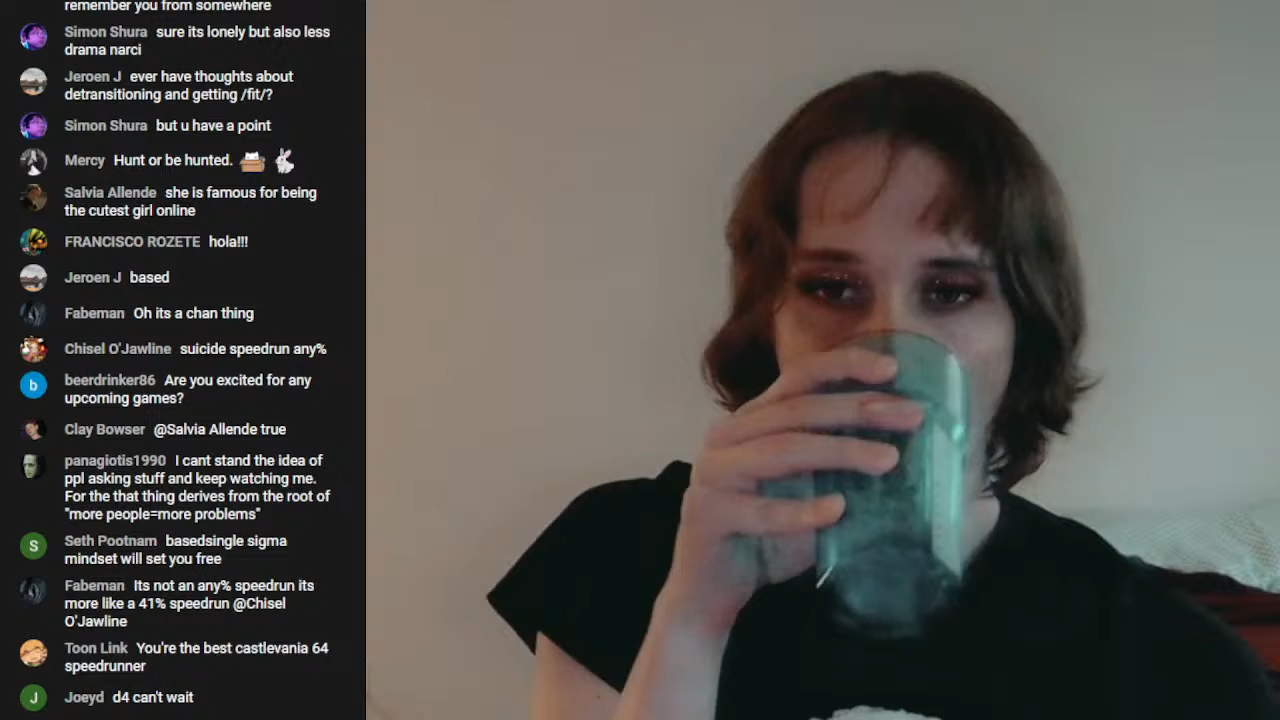 remember you from somewhere
Simon Shura sure its lonely but also less
drama narci
Jeroen J ever have thoughts about
detransitioning and getting /fit/?
Simon Shura but u have a point
Mercy Hunt or be hunted.
Salvia Allende she is famous for being
the cutest girl online
FRANCISCO ROZETE hola!!!
Jeroen J based
Fabeman Oh its a chan thing
Chisel O'Jawline suicide speedrun any%
b
beerdrinker86 Are you excited for any
upcoming games?
Clay Bowser @Salvia Allende true
panagiotis1990 I cant stand the idea of
ppl asking stuff and keep watching me.
For the that thing derives from the root of
"more people=more problems"
S
Seth Pootnam basedsingle sigma
mindset will set you free
Fabeman Its not an any% speedrun its
more like a 41% speedrun @Chisel
O'Jawline
Toon Link You're the best castlevania 64
speedrunner
J
Joeyd d4 can't wait